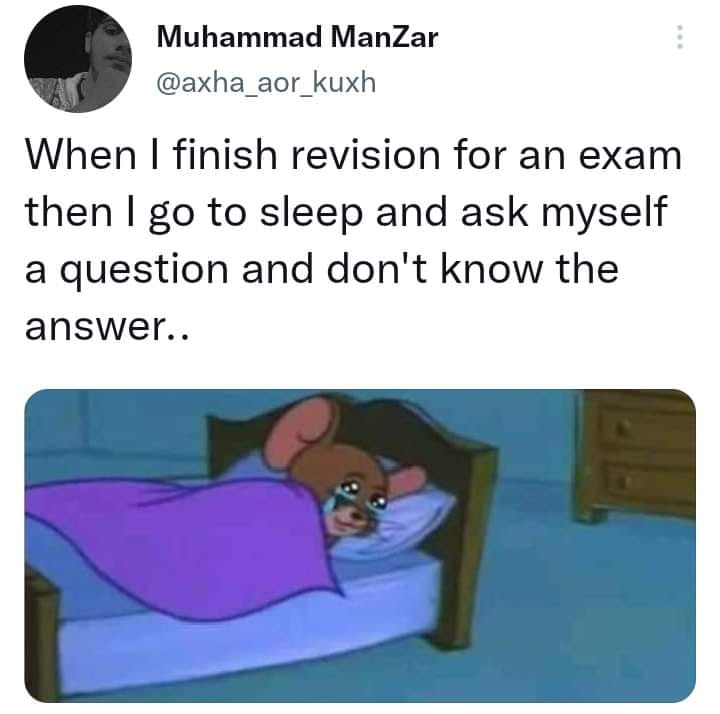 Muhammad ManZar
@axha_aor_kuxh
When I finish revision for an exam
then I go to sleep and ask myself
a question and don't know the
answer..